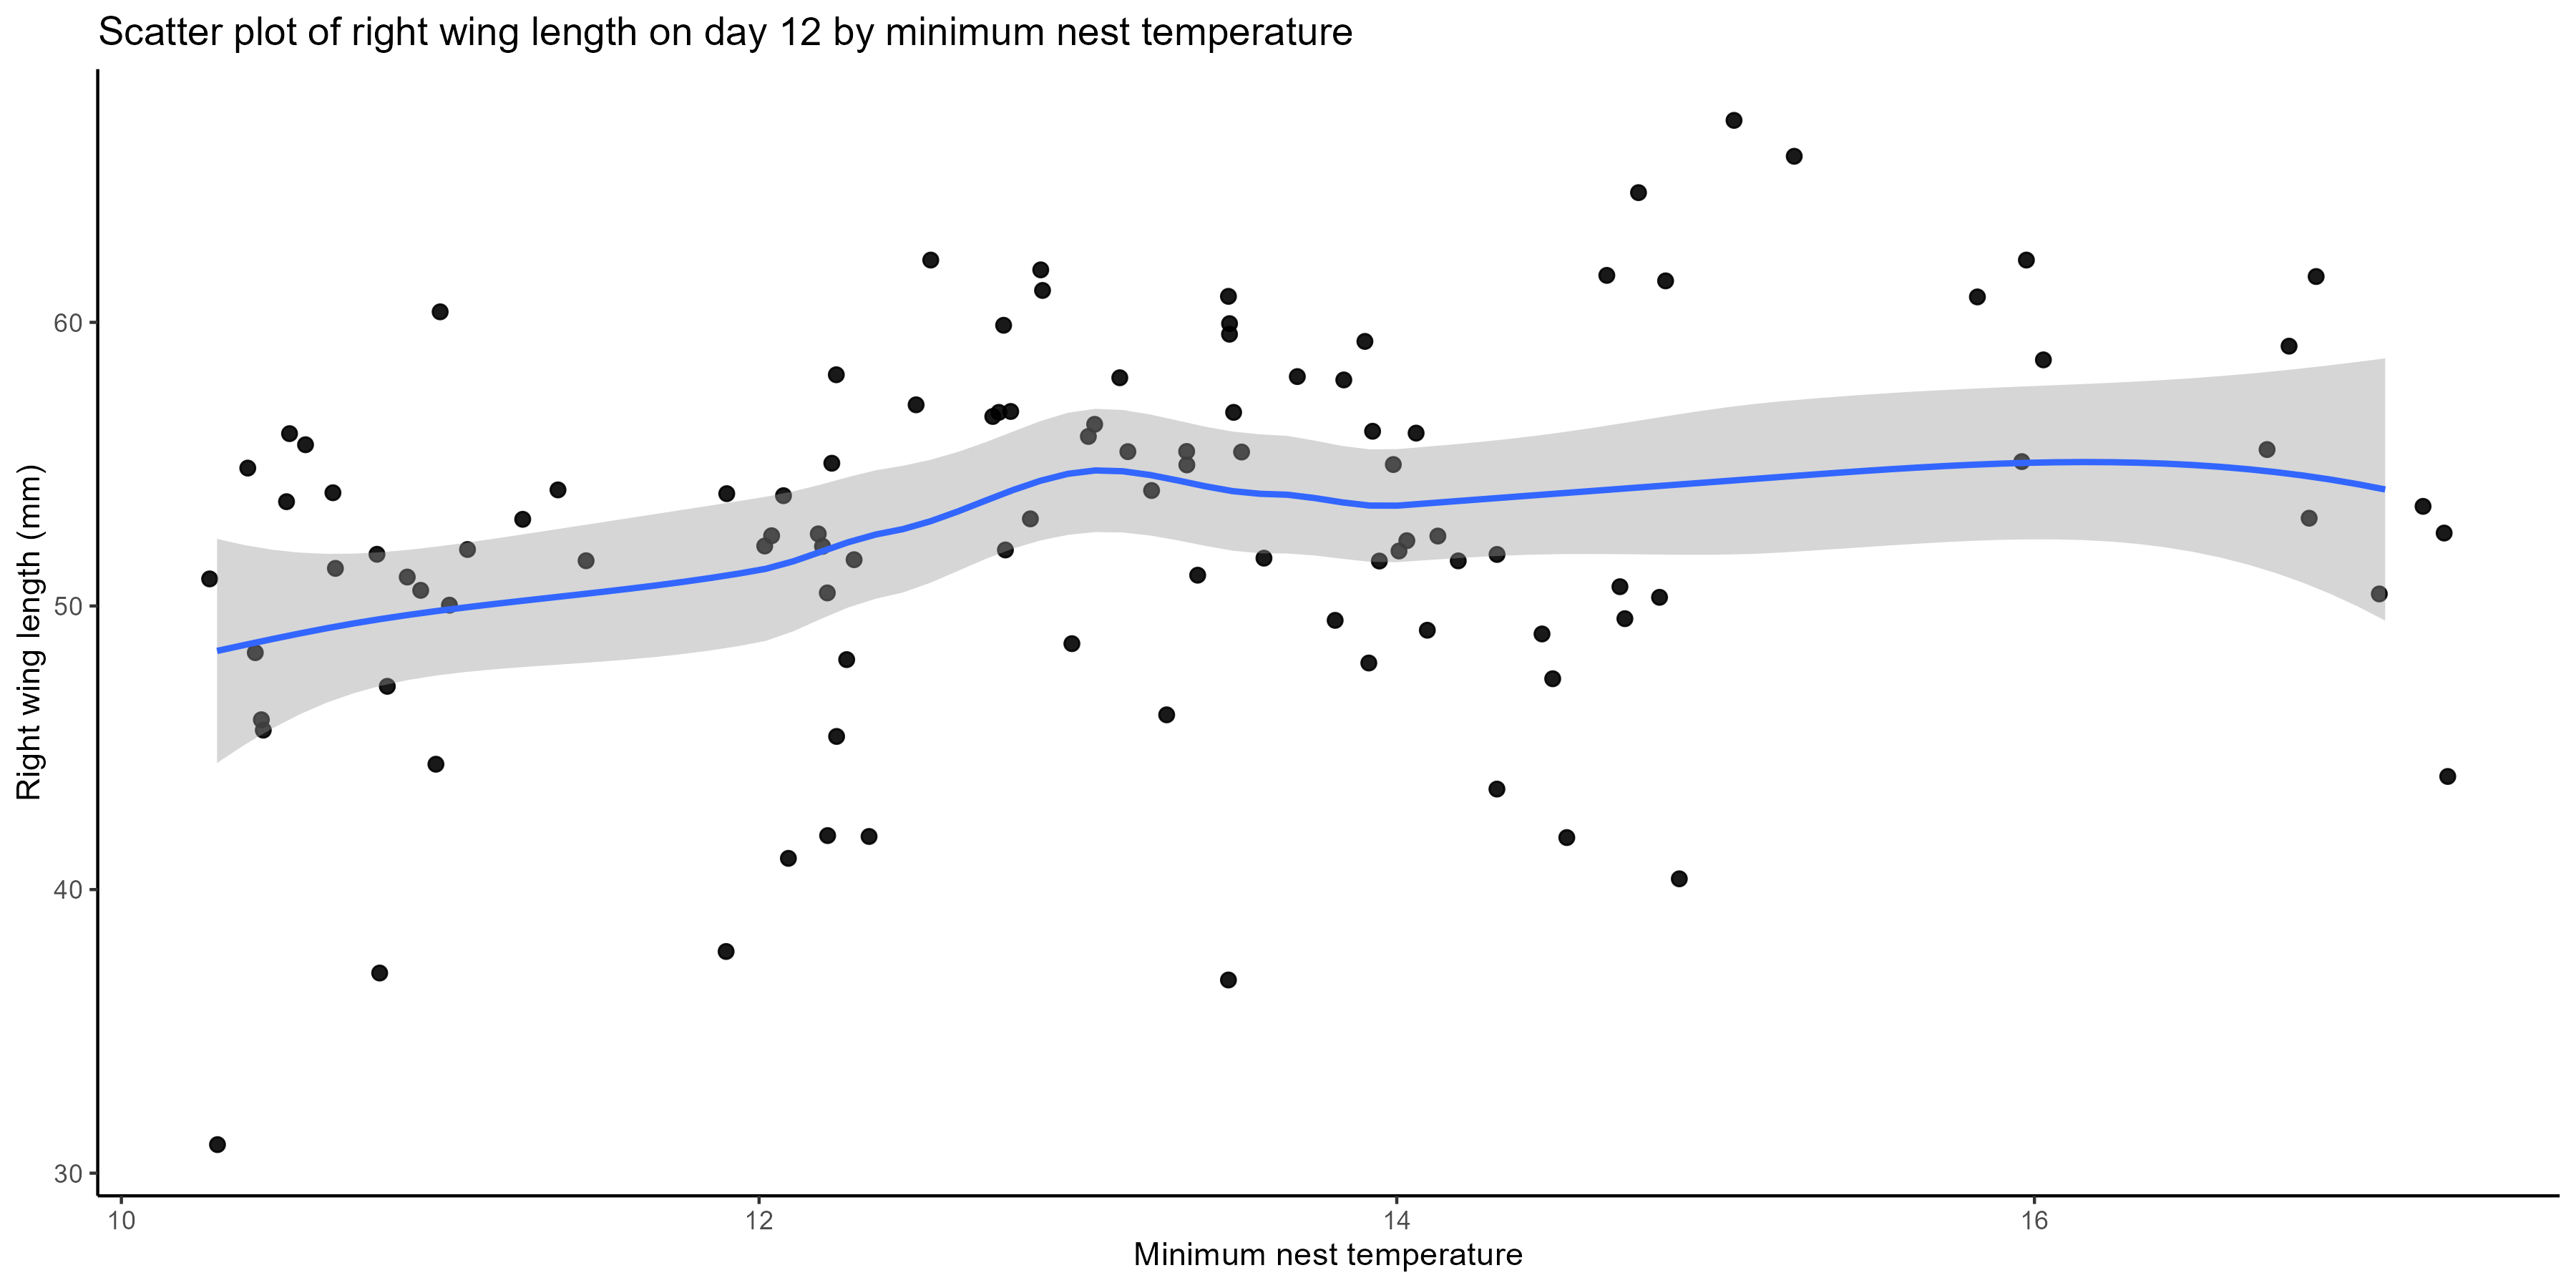 Scatter plot of right wing length on day 12 by minimum nest temperature
Right wing length (mm)
60
50
40
30
10
12
14
16
Minimum nest temperature